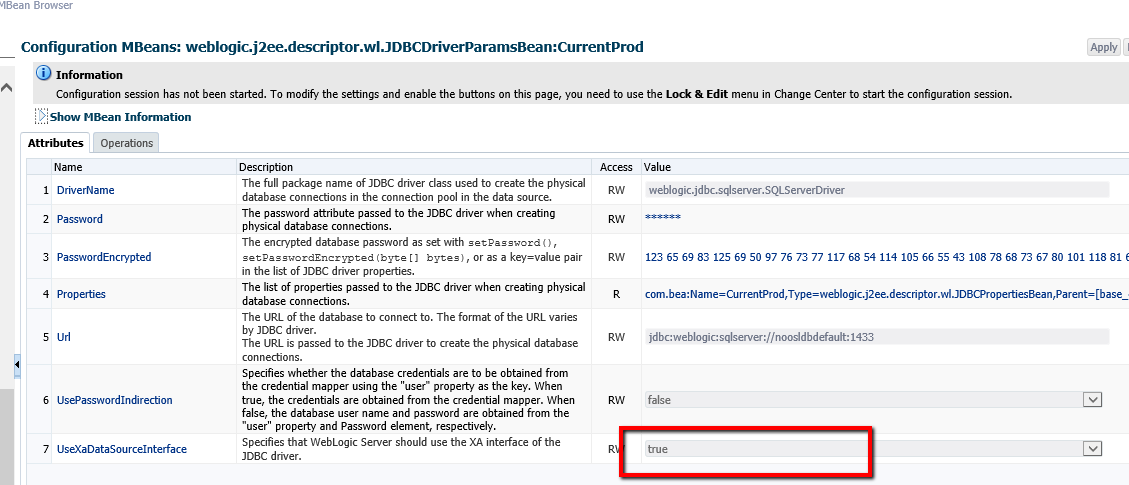 MBean Browser
Configuration MBeans: weblogic.j2ee.descriptor.wl.JDBCDriverParamsBean:CurrentProd
Apply
Information
Configuration session has not been started. To modify the settings and enable the buttons on this page, you need to use the Lock & Edit menu in Change Center to start the configuration session.
Show MBean Information
Attributes Operations
Name Description Access Value
1 DriverName The full package name of JDBC driver class used to create the physical RW weblogic.jdbc.sqlserver.SQLServerDriver
database connections in the connection pool in the data source.
2 Password The password attribute passed to the JDBC driver when creating RW ******
physical database connections.
3 PasswordEncrypted The encrypted database password as set with setPassword(), RW 123 65 69 83 125 69 50 97 76 73 77 117 68 54 114 105 66 55 43 108 78 68 73 67 80 101 118 81
setPasswordEncrypted(byte[] bytes), or as a key=value pair
in the list of JDBC driver properties.
4 Properties The list of properties passed to the JDBC driver when creating physical R com.bea:Name=CurrentProd,Type=weblogic.j2ee.descriptor.wl.JDBCPropertiesBean,Parent=[base_
database connections.
5 Url The URL of the database to connect to. The format of the URL varies RW jdbc:weblogic:sqlserver://noosldbdefault:1433
by JDBC driver.
The URL is passed to the JDBC driver to create the physical database
connections.
6 UsePasswordIndirection Specifies whether the database credentials are to be obtained from RW false
the credential mapper using the "user" property as the key. When
true, the credentials are obtained from the credential mapper. When
false, the database user name and password are obtained from the
"user" property and Password element, respectively.
7 UseXaDataSourceInterface Specifies that WebLogic Server should use the XA interface of the RW true
JDBC driver.